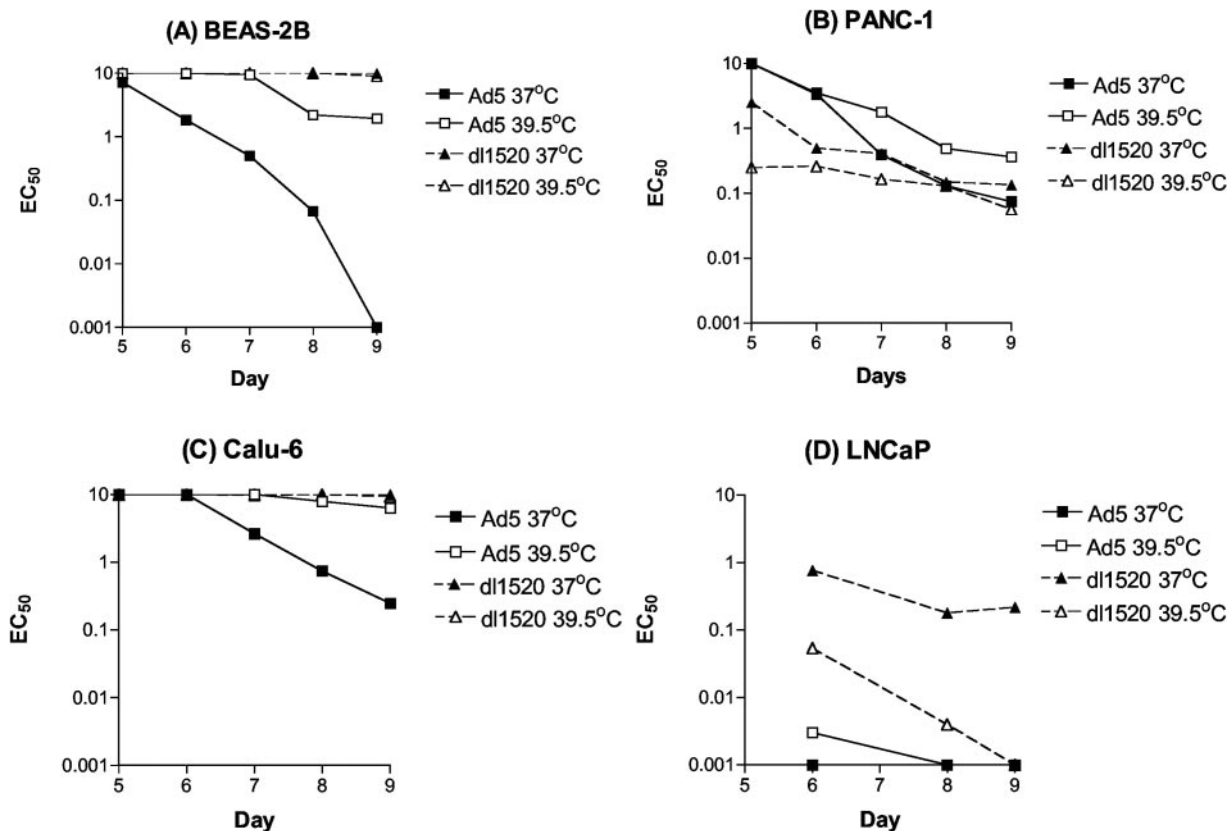 (A) BEAS-2B
10
1
0.1
0.01
0.001
EC50
5 6 7 8 9
Day
Ad5 37°C
Ad5 39.5°C
dl1520 37°C
dl1520 39.5°C
(B) PANC-1
10
1
0.1
0.01
0.001
EC50
5 6 7 8 9
Days
Ad5 37°C
Ad5 39.5°C
dl1520 37°C
dl1520 39.5°C
(C) Calu-6
10
1
0.1
0.01
0.001
EC50
5 6 7 8 9
Day
Ad5 37°C
Ad5 39.5°C
dl1520 37°C
dl1520 39.5°C
(D) LNCaP
10
1
0.1
0.01
0.001
EC50
5 6 7 8 9
Day
Ad5 37°C
Ad5 39.5°C
dl1520 37°C
dl1520 39.5°C